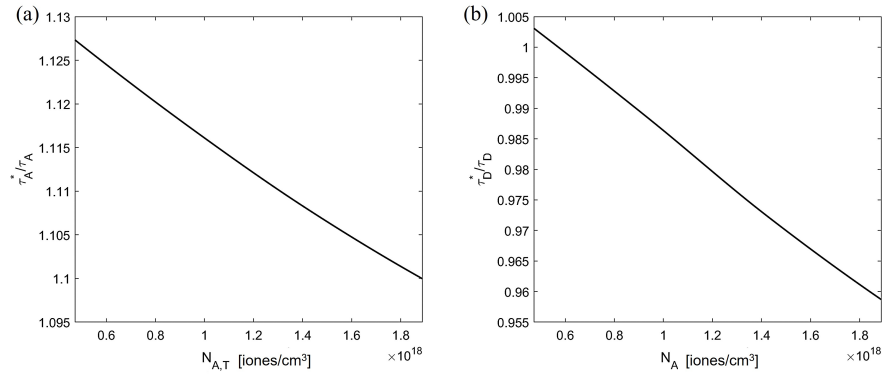 (a)
1.13
1.125
1.12
1.115
1.11
1.105
1.1
1.095
τ*A/τA
0.6 0.8 1 1.2 1.4 1.6 1.8
×10^18
N_A,T [iones/cm³]
(b)
1.005
1
0.995
0.99
0.985
0.98
0.975
0.97
0.965
0.96
0.955
τ*D/τD
0.6 0.8 1 1.2 1.4 1.6 1.8
×10^18
N_A [iones/cm³]